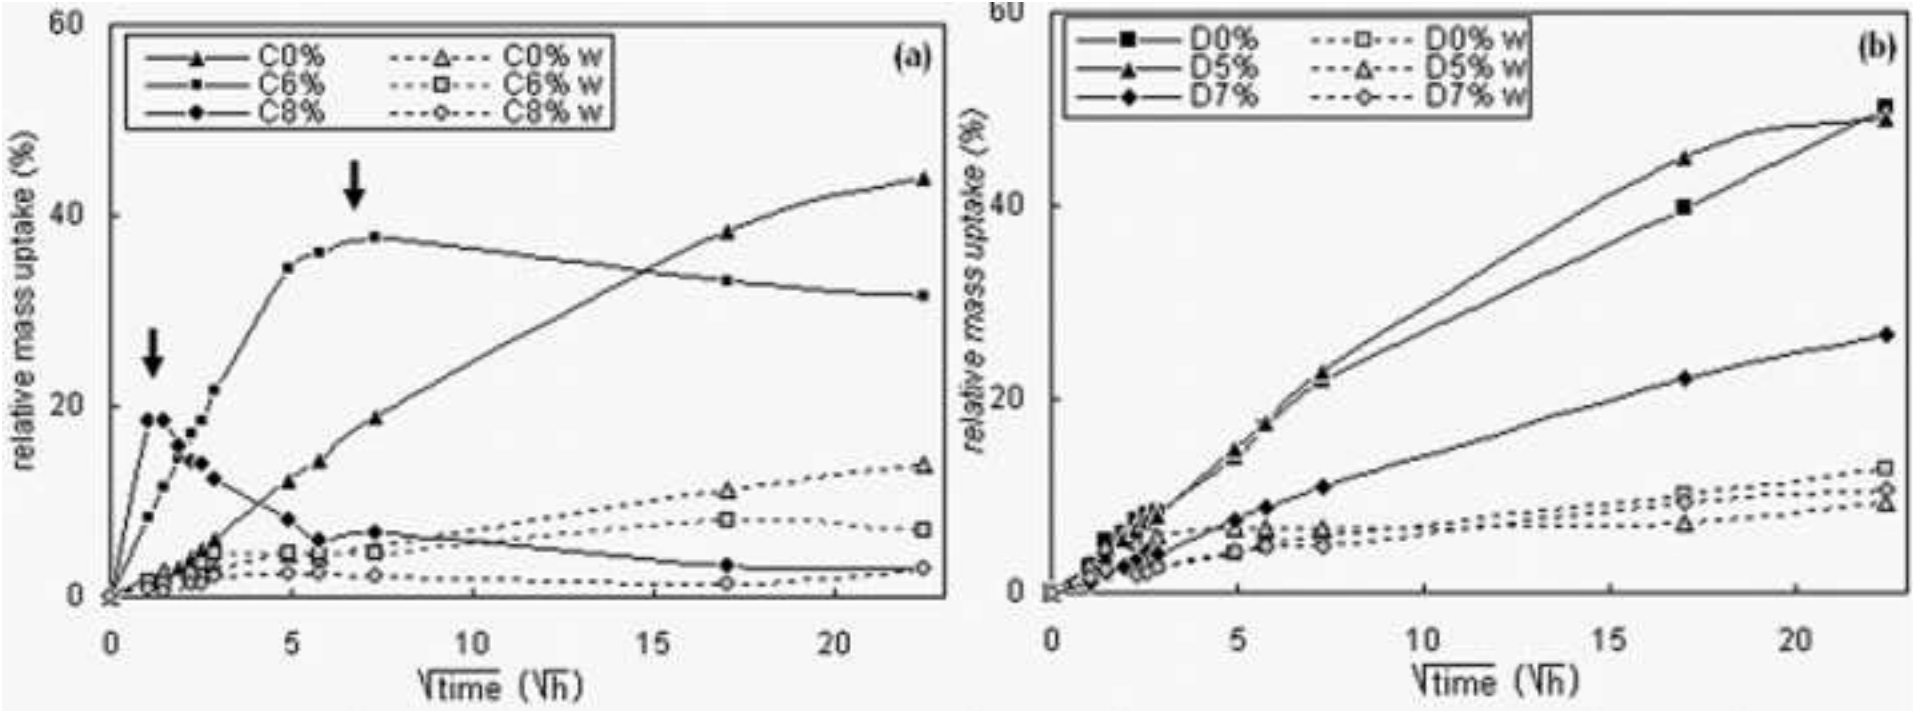 60
C0%
C0% w
(a)
C6%
C6% w
C8%
C8% w
relative mass uptake (%)
40
20
0
0 5 10 15 20
√time (√h)
60
D0%
D0% w
(b)
D5%
D5% w
D7%
D7% w
relative mass uptake (%)
40
20
0
0 5 10 15 20
√time (√h)